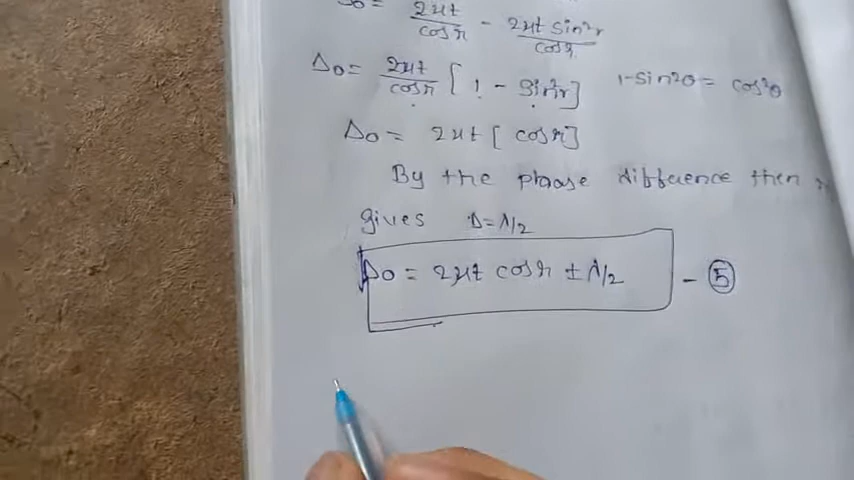 Δ0 = 2μt/cosr - 2μt sin²r/cosr
Δ0 = 2μt/cosr [1 - sin²r] 1-sin²θ = cos²θ
Δ0 = 2μt [cosr]
By the phase difference then
gives Δ=λ/2
Δ0 = 2μt cosr ± λ/2 - 5